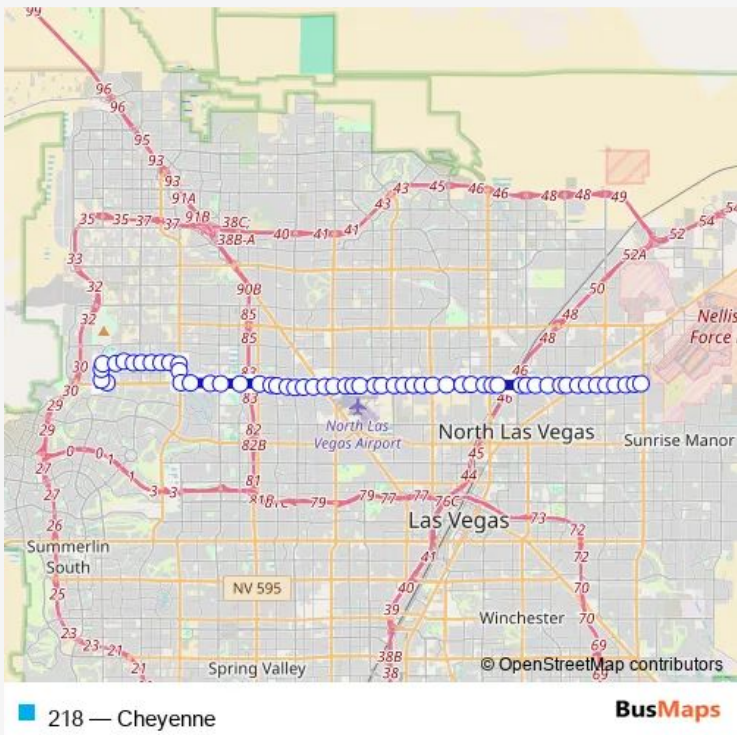 99
96
96
95
93
93
91A
91B
38C;
38B-A
35
35
37
37
40
41
41
43
43
45
46
46
48
48
49
52
54
52A
50
33
32
32
30
30
90B
85
85
48
48
46
46
Nellis
Force
83
82
82B
81
North Las
Vegas Airport
North Las Vegas
Sunrise Manor
29
29
27
27
26
0
0
1
1
3
3
79
79
77
77
76C
45
44
Las Vegas
73
72
72
70
70
69
Summerlin
South
25
23
23
21
21
NV 595
41
40
39
38B
38
Winchester
Spring Valley
© OpenStreetMap contributors
218 — Cheyenne
BusMaps